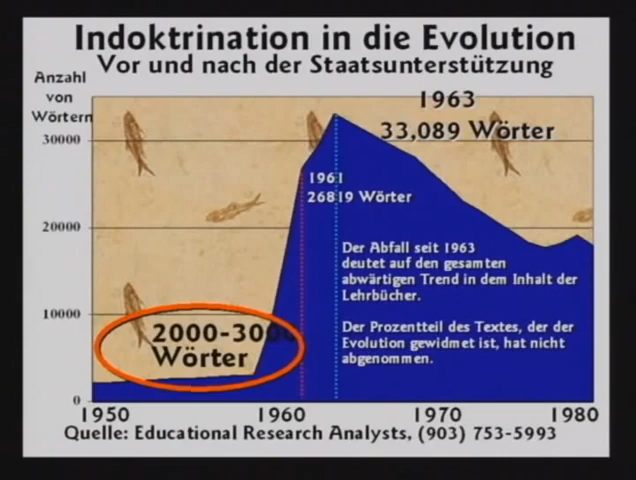 Indoktrination in die Evolution
Vor und nach der Staatsunterstützung
Anzahl
von
Wörtern
30000
20000
10000
0
1963
33,089 Wörter
1961
26819 Wörter
Der Abfall seit 1963
deutet auf den gesamten
abwärtigen Trend in dem Inhalt der
Lehrbücher.
Der Prozentteil des Textes, der der
Evolution gewidmet ist, hat nicht
abgenommen.
2000-3000
Wörter
1950
1960
1970
1980
Quelle: Educational Research Analysts, (903) 753-5993